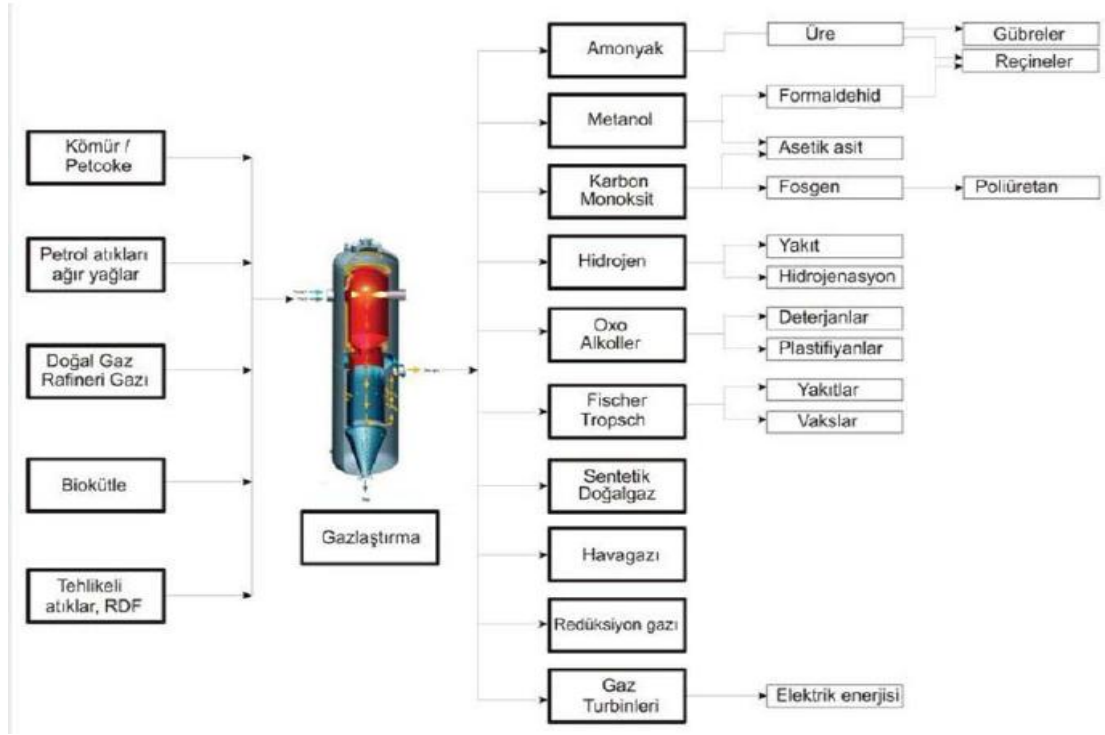 Kömür /
Petcoke
Petrol atıkları
ağır yağlar
Doğal Gaz
Rafineri Gazı
Biokütle
Tehlikeli
atıklar, RDF
Gazlaştırma
Amonyak
Metanol
Karbon
Monoksit
Hidrojen
Oxo
Alkoller
Fischer
Tropsch
Sentetik
Doğalgaz
Havagazı
Redüksiyon gazı
Gaz
Turbinleri
Üre
Formaldehid
Asetik asit
Fosgen
Yakıt
Hidrojenasyon
Deterjanlar
Plastifiyanlar
Yakıtlar
Vakslar
Elektrik enerjisi
Gübreler
Reçineler
Poliüretan